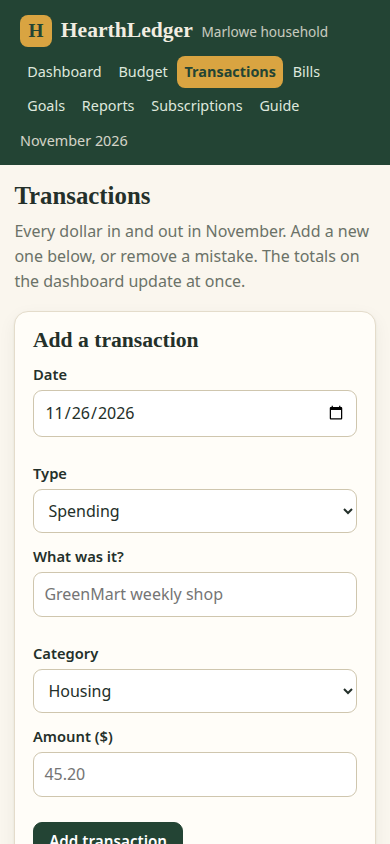 H HearthLedger Marlowe household
Dashboard Budget Transactions Bills
Goals Reports Subscriptions Guide
November 2026
Transactions
Every dollar in and out in November. Add a new
one below, or remove a mistake. The totals on
the dashboard update at once.
Add a transaction
Date
11/26/2026
Type
Spending
What was it?
GreenMart weekly shop
Category
Housing
Amount ($)
45.20
Add transaction